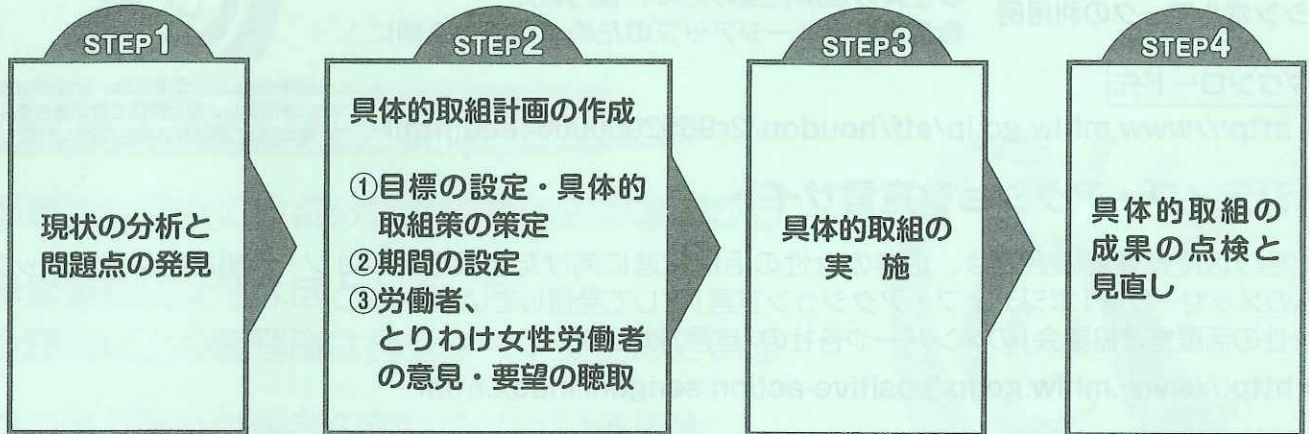 STEP1
現状の分析と
問題点の発見
STEP2
具体的取組計画の作成
①目標の設定・具体的
取組策の策定
②期間の設定
③労働者、
とりわけ女性労働者
の意見・要望の聴取
STEP3
具体的取組の
実 施
STEP4
具体的取組の
成果の点検と
見直し